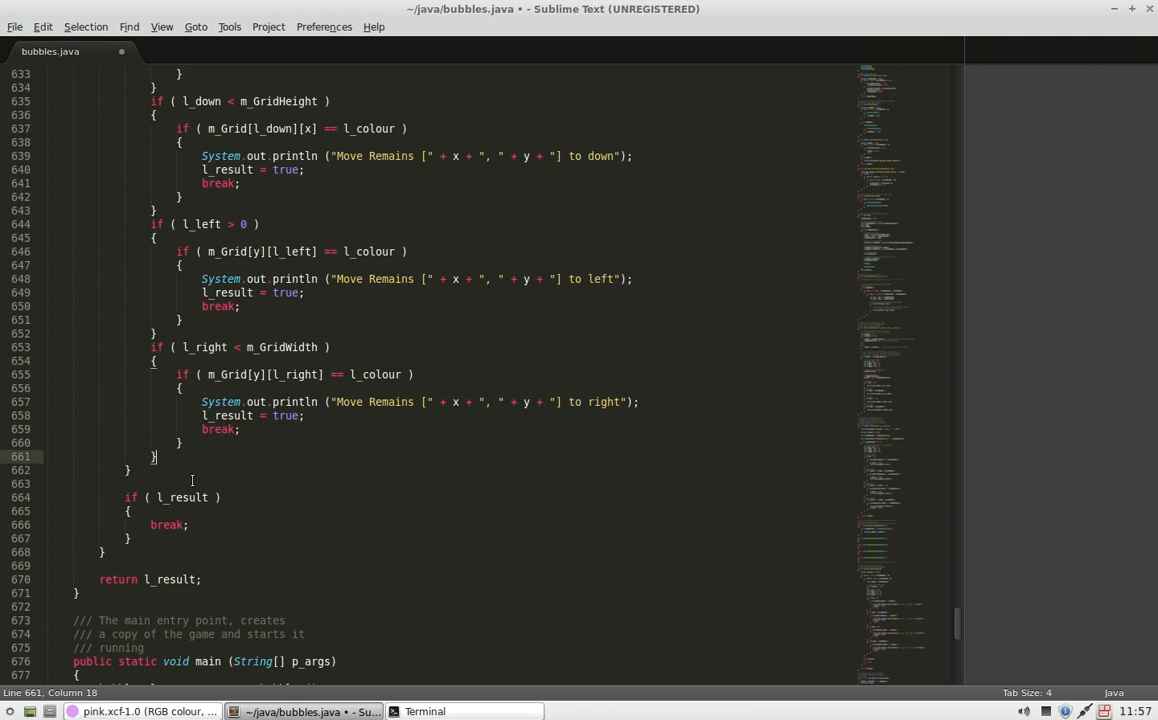 ~/java/bubbles.java • - Sublime Text (UNREGISTERED)
File Edit Selection Find View Goto Tools Project Preferences Help
bubbles.java
633 }
634 }
635 if ( l_down < m_GridHeight )
636 {
637 if ( m_Grid[l_down][x] == l_colour )
638 {
639 System.out.println ("Move Remains [" + x + ", " + y + "] to down");
640 l_result = true;
641 break;
642 }
643 }
644 if ( l_left > 0 )
645 {
646 if ( m_Grid[y][l_left] == l_colour )
647 {
648 System.out.println ("Move Remains [" + x + ", " + y + "] to left");
649 l_result = true;
650 break;
651 }
652 }
653 if ( l_right < m_GridWidth )
654 {
655 if ( m_Grid[y][l_right] == l_colour )
656 {
657 System.out.println ("Move Remains [" + x + ", " + y + "] to right");
658 l_result = true;
659 break;
660 }
661 }
662 }
663
664 if ( l_result )
665 {
666 break;
667 }
668 }
669
670 return l_result;
671 }
672
673 /// The main entry point, creates
674 /// a copy of the game and starts it
675 /// running
676 public static void main (String[] p_args)
677 {
Line 661, Column 18 Tab Size: 4 Java
pink.xcf-1.0 (RGB colour, ... ~/java/bubbles.java • - Su... Terminal 11:57